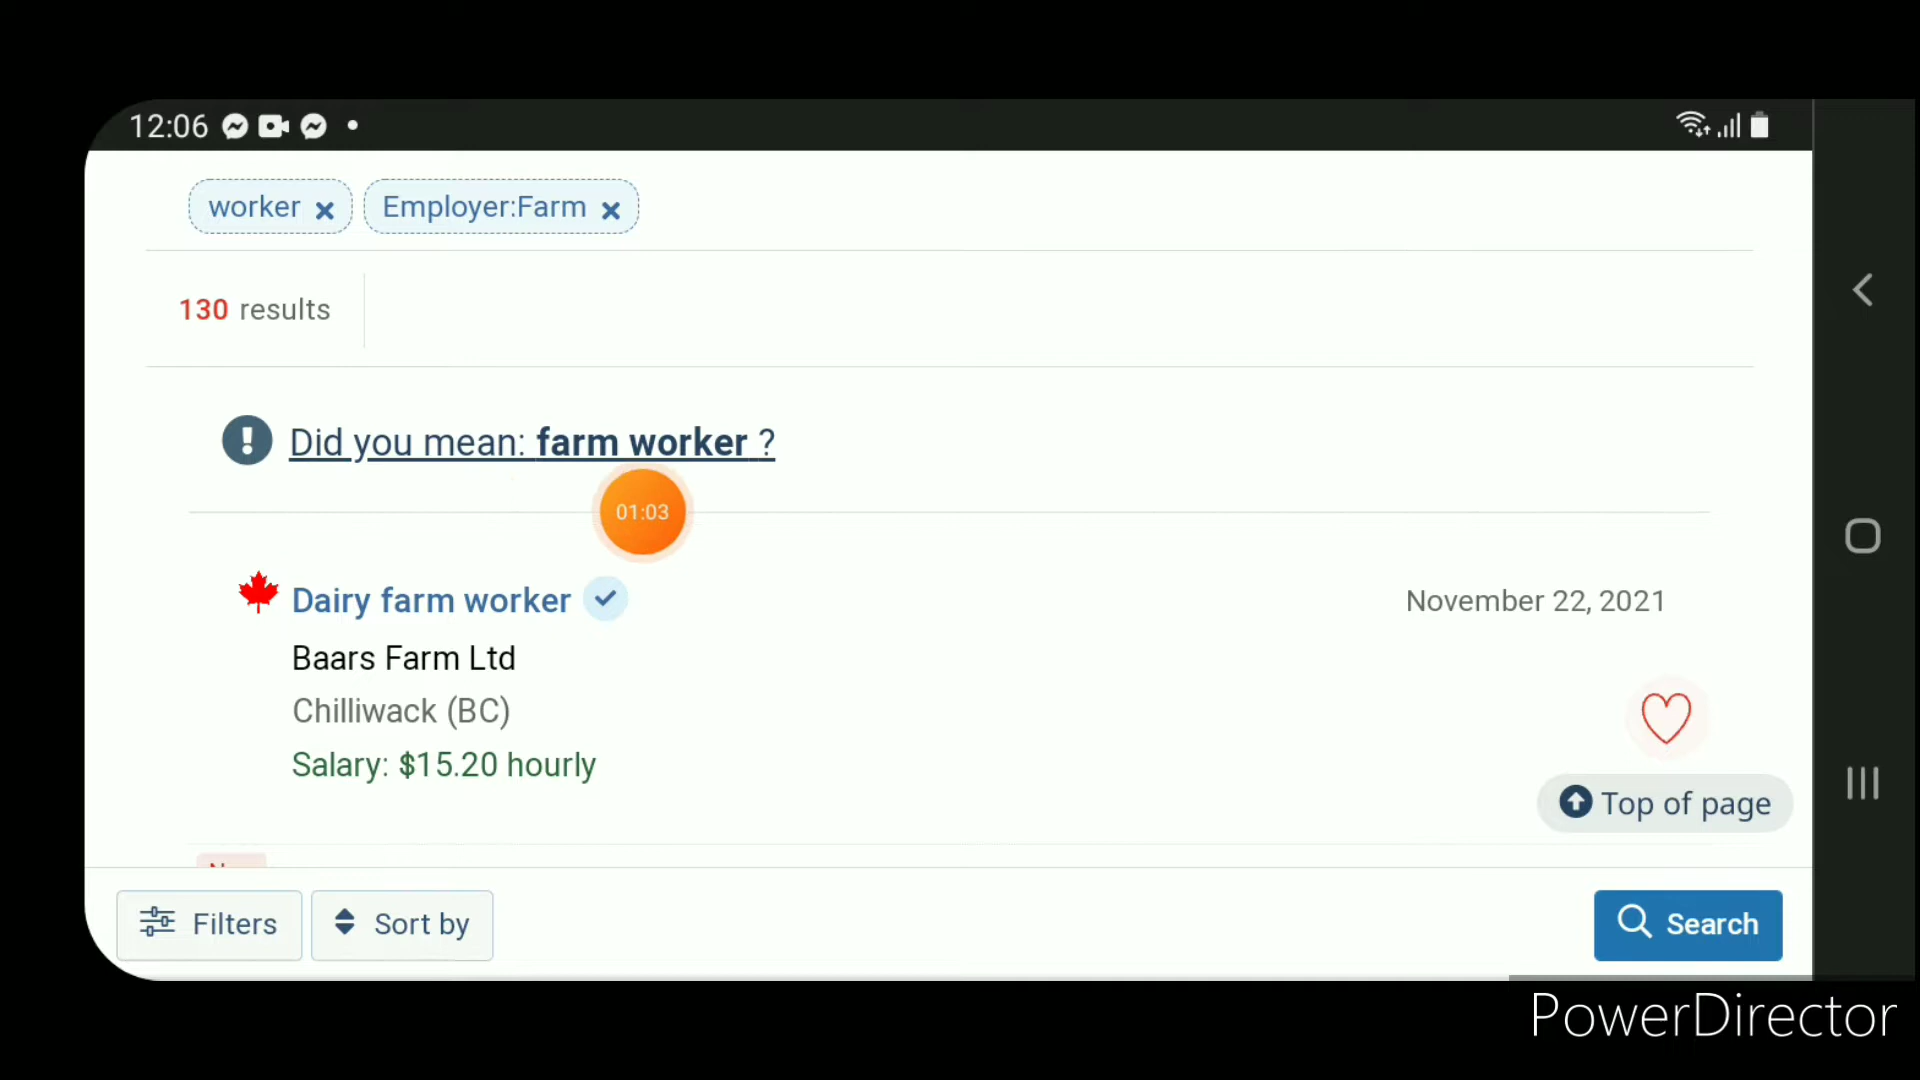 12:06
worker
Employer:Farm
130 results
Did you mean: farm worker ?
01:03
Dairy farm worker
November 22, 2021
Baars Farm Ltd
Chilliwack (BC)
Salary: $15.20 hourly
Top of page
Filters
Sort by
Search
PowerDirector